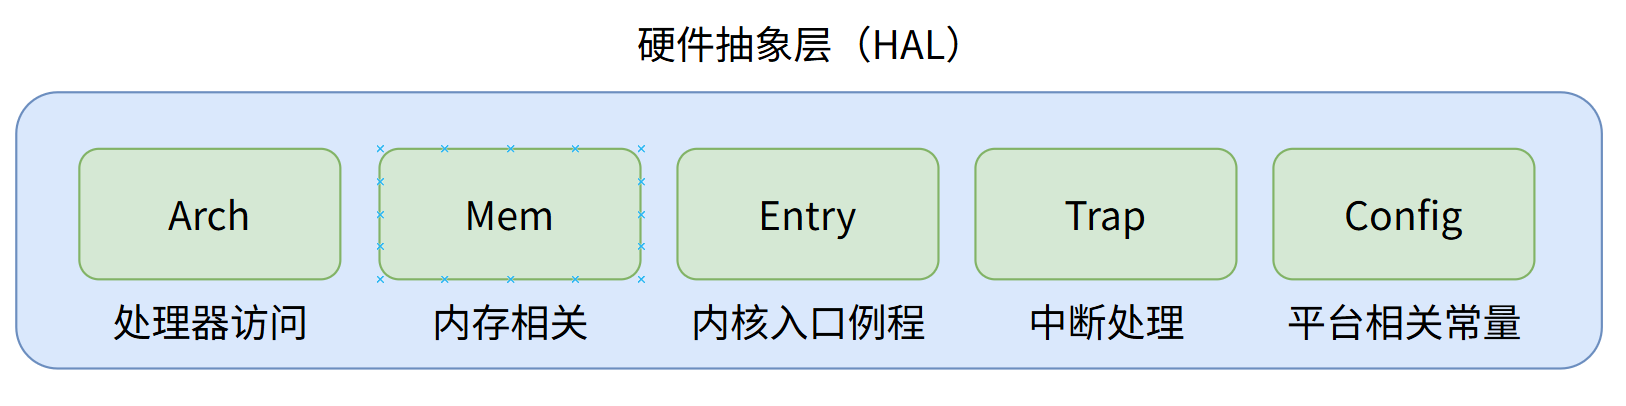 硬件抽象层（HAL）
Arch
Mem
Entry
Trap
Config
处理器访问
内存相关
内核入口例程
中断处理
平台相关常量